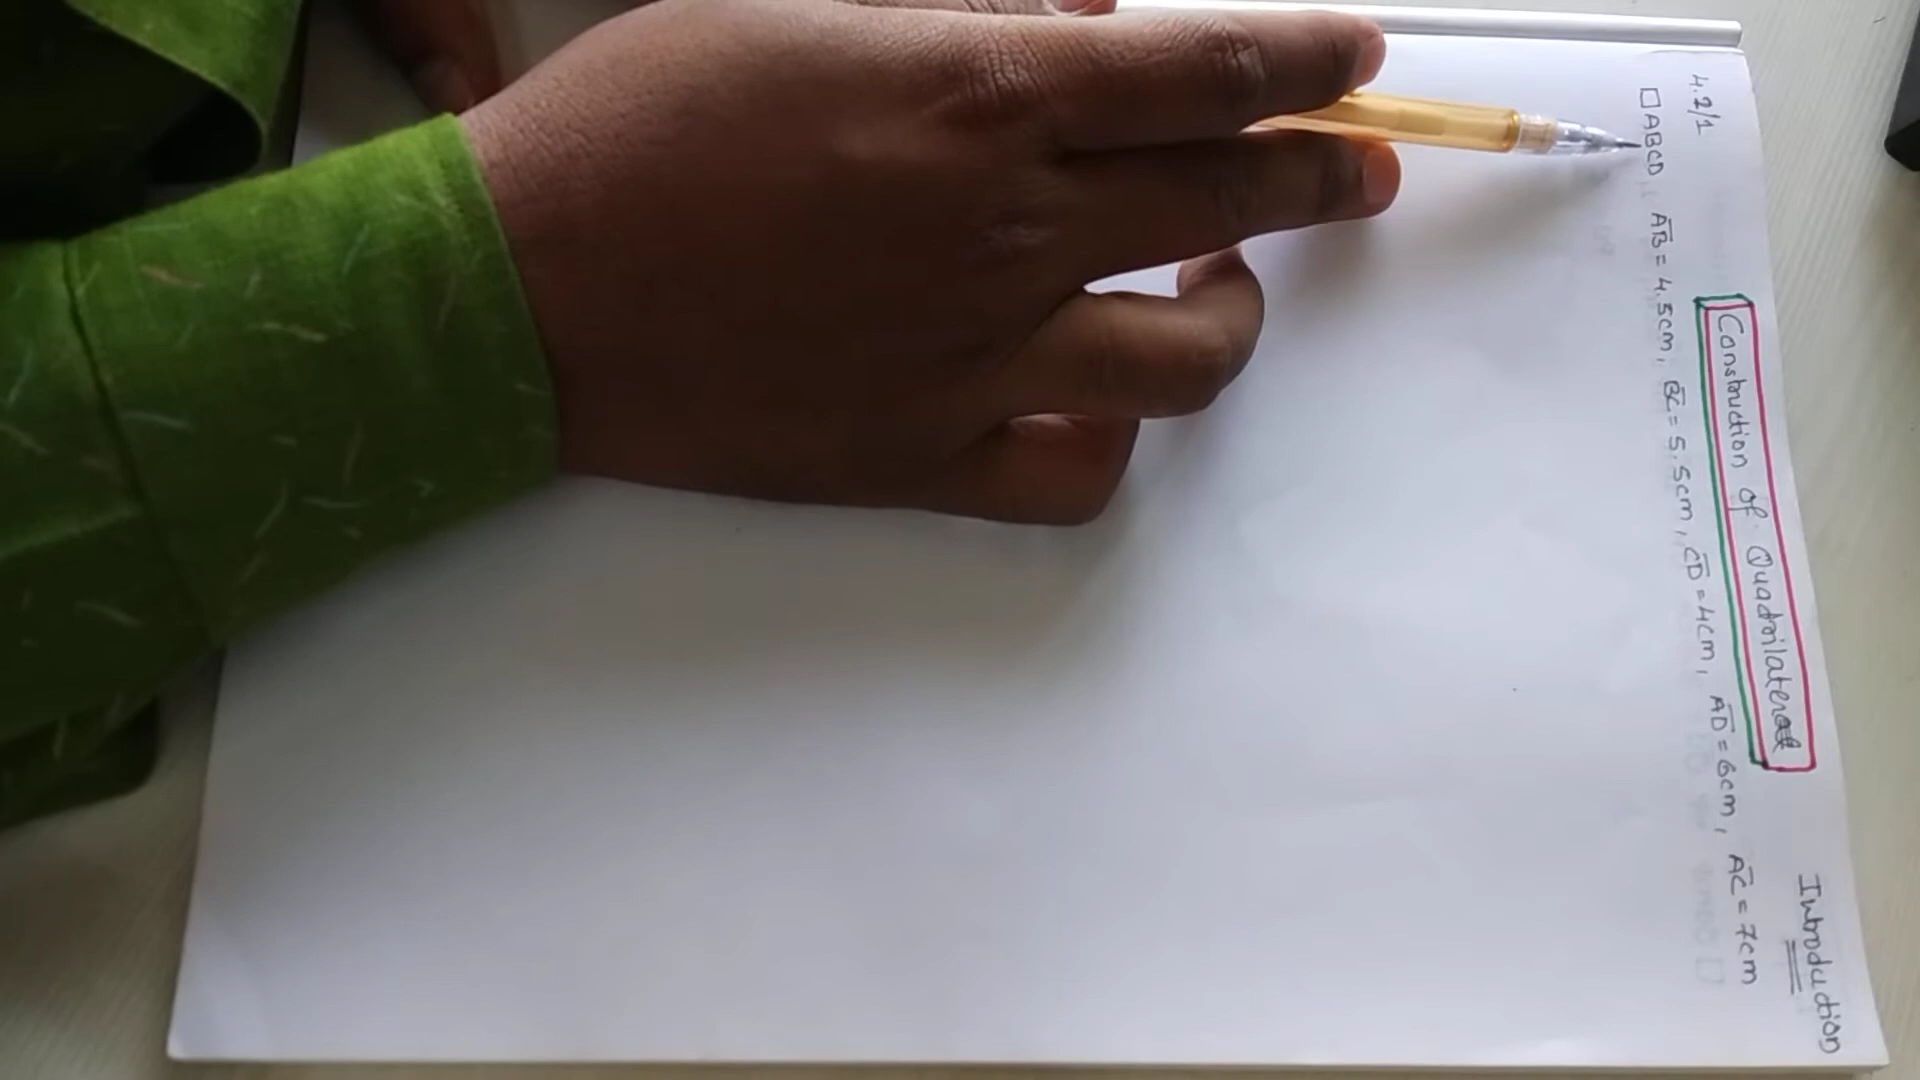 Introduction
Construction of Quadrilateral
4.2/1
□ABCD A̅B̅ = 4.5cm, B̅C̅ = 5.5cm, C̅D̅ = 4cm, A̅D̅ = 6cm, A̅C̅ = 7cm